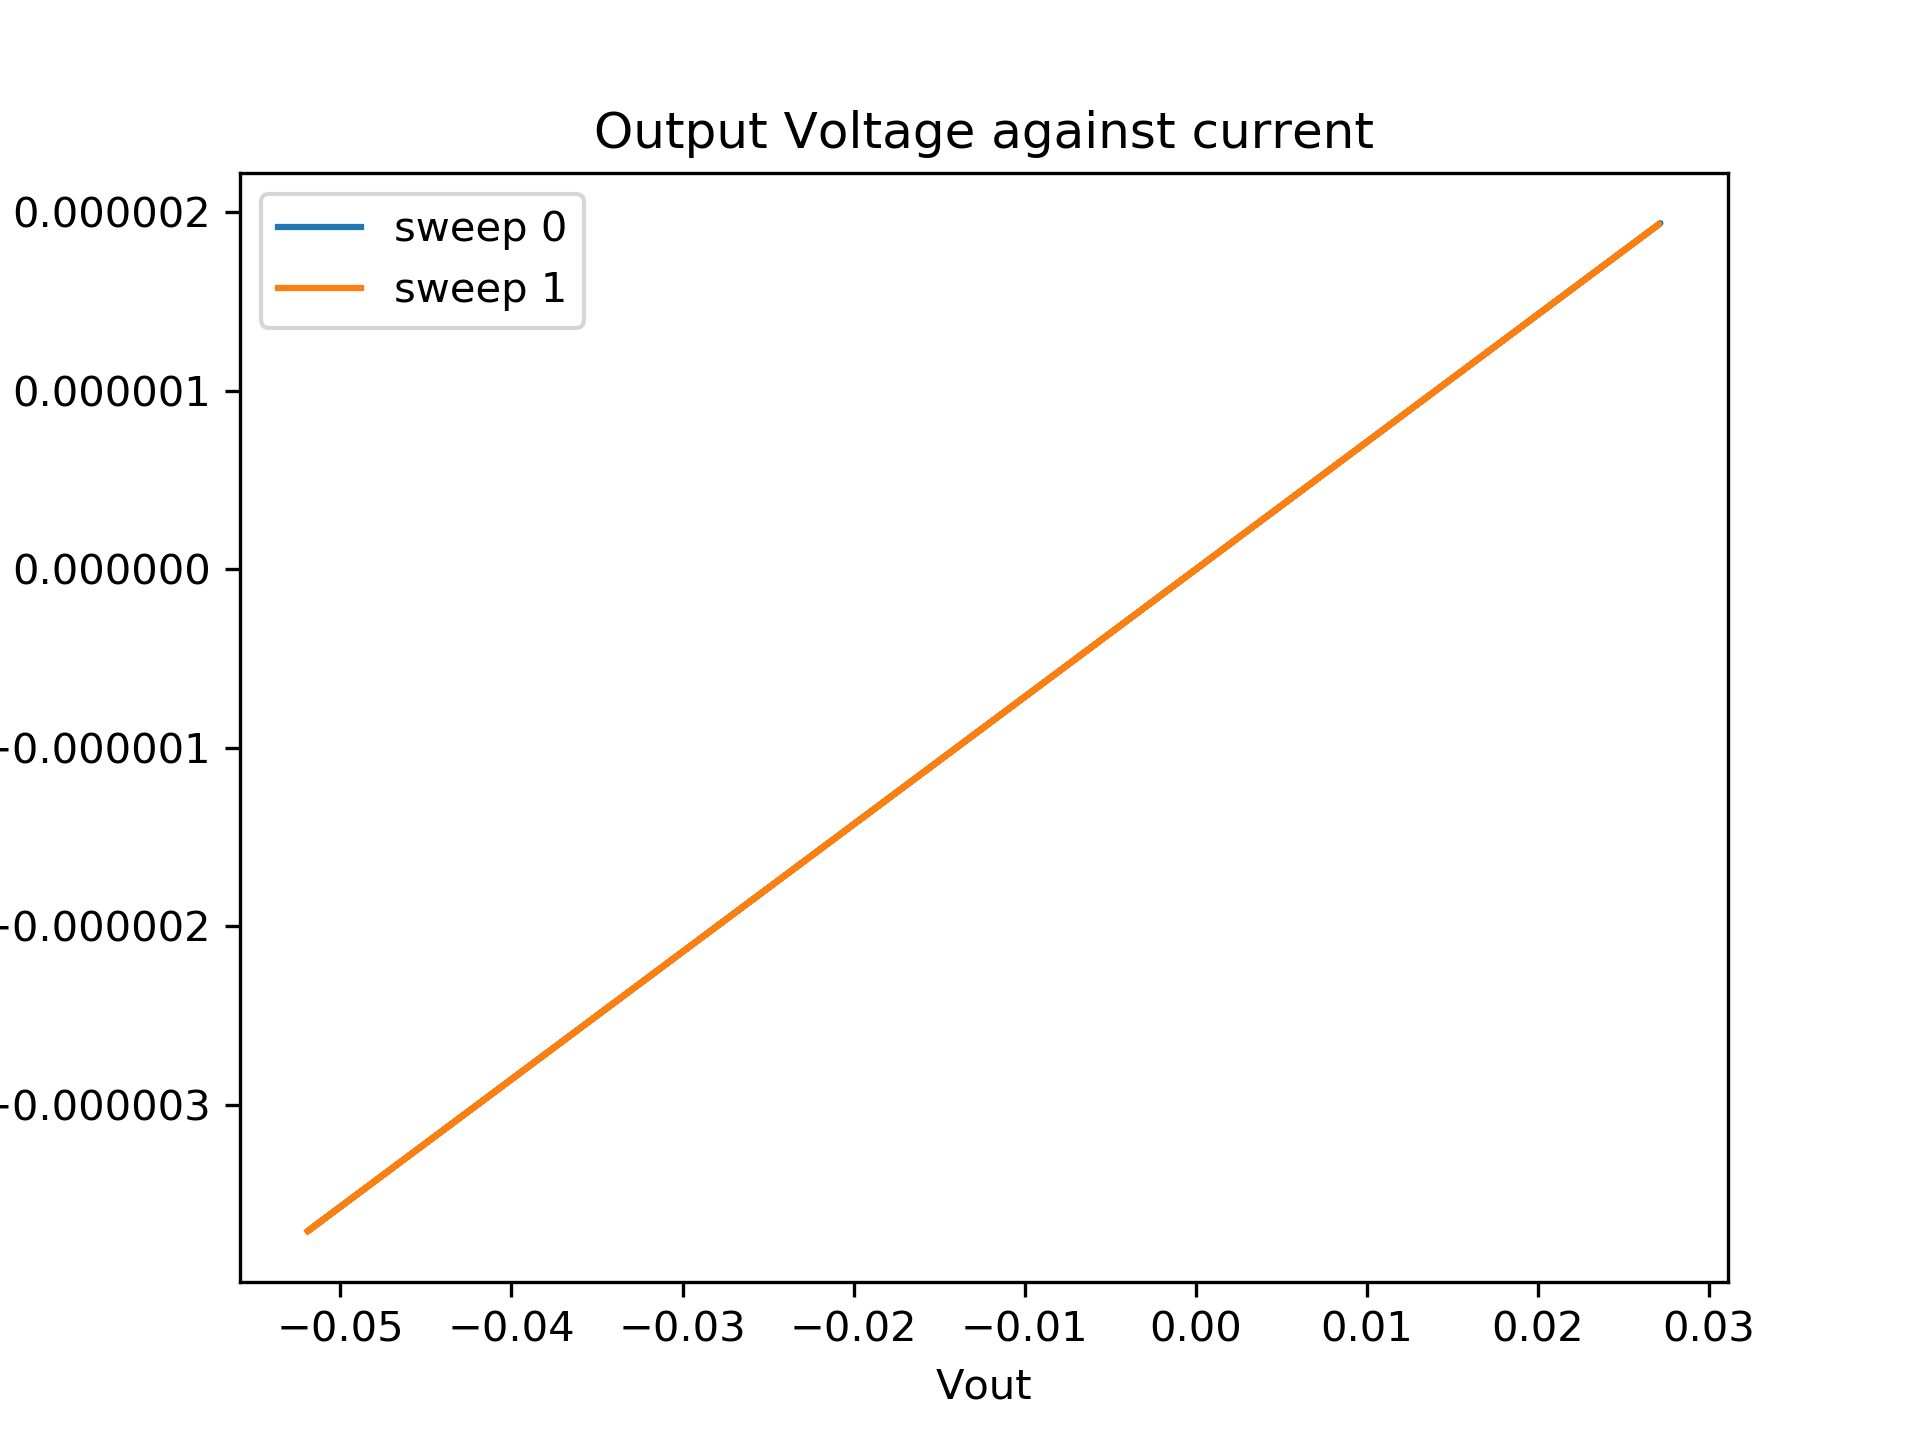 Output Voltage against current
sweep 0
sweep 1
0.000002
0.000001
0.000000
−0.000001
−0.000002
−0.000003
−0.05 −0.04 −0.03 −0.02 −0.01 0.00 0.01 0.02 0.03
Vout